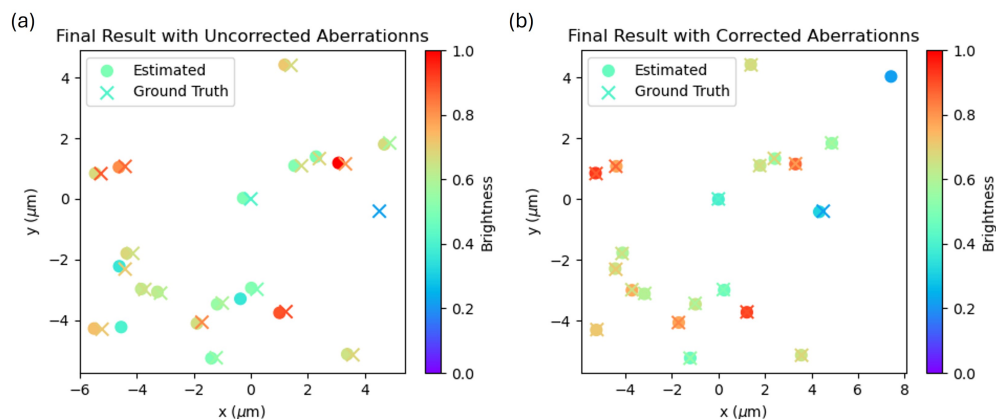 (a)
Final Result with Uncorrected Aberrationns
Estimated
Ground Truth
4
2
0
−2
−4
y (μm)
−6
−4
−2
0
2
4
x (μm)
1.0
0.8
0.6
0.4
0.2
0.0
Brightness
(b)
Final Result with Corrected Aberrationns
Estimated
Ground Truth
4
2
0
−2
−4
y (μm)
−4
−2
0
2
4
6
8
x (μm)
1.0
0.8
0.6
0.4
0.2
0.0
Brightness